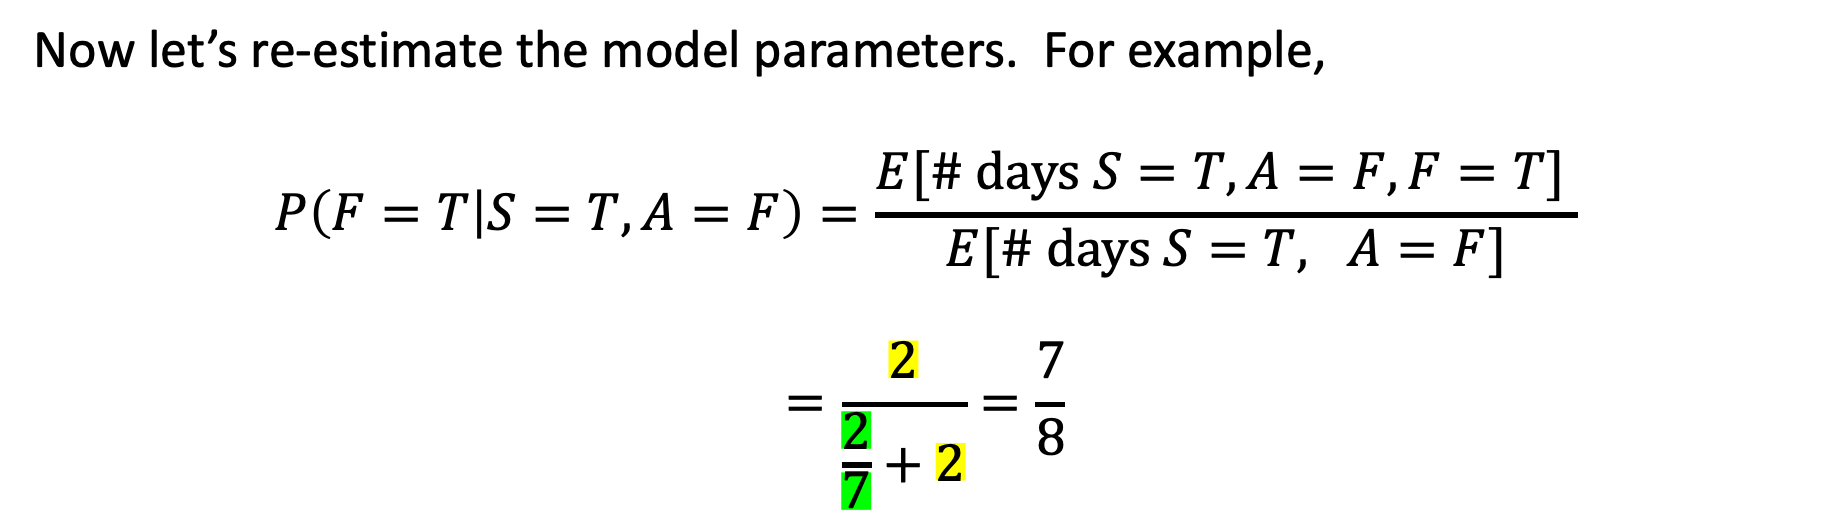 Now let's re-estimate the model parameters. For example,
P(F = T|S = T, A = F) = E[# days S = T, A = F, F = T] / E[# days S = T, A = F]
= 2 / (2/7 + 2) = 7/8